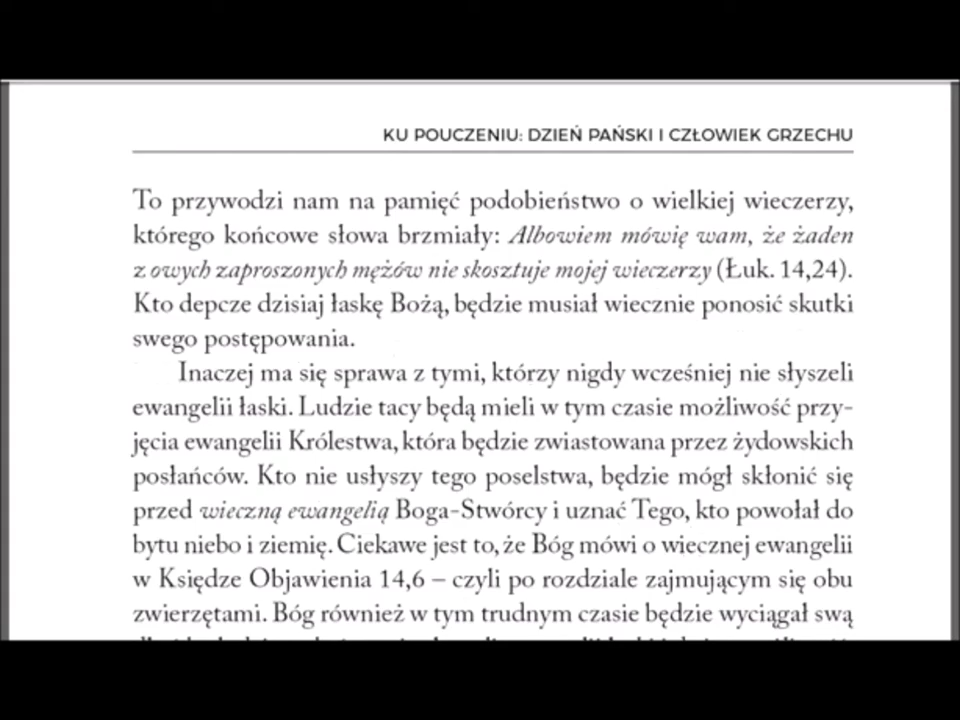 KU POUCZENIU: DZIEŃ PAŃSKI I CZŁOWIEK GRZECHU
To przywodzi nam na pamięć podobieństwo o wielkiej wieczerzy,
którego końcowe słowa brzmiały: Albowiem mówię wam, że żaden
z owych zaproszonych mężów nie skosztuje mojej wieczerzy (Łuk. 14,24).
Kto depcze dzisiaj łaskę Bożą, będzie musiał wiecznie ponosić skutki
swego postępowania.
Inaczej ma się sprawa z tymi, którzy nigdy wcześniej nie słyszeli
ewangelii łaski. Ludzie tacy będą mieli w tym czasie możliwość przy-
jęcia ewangelii Królestwa, która będzie zwiastowana przez żydowskich
posłańców. Kto nie usłyszy tego poselstwa, będzie mógł skłonić się
przed wieczną ewangelią Boga-Stwórcy i uznać Tego, kto powołał do
bytu niebo i ziemię. Ciekawe jest to, że Bóg mówi o wiecznej ewangelii
w Księdze Objawienia 14,6 – czyli po rozdziale zajmującym się obu
zwierzętami. Bóg również w tym trudnym czasie będzie wyciągał swą